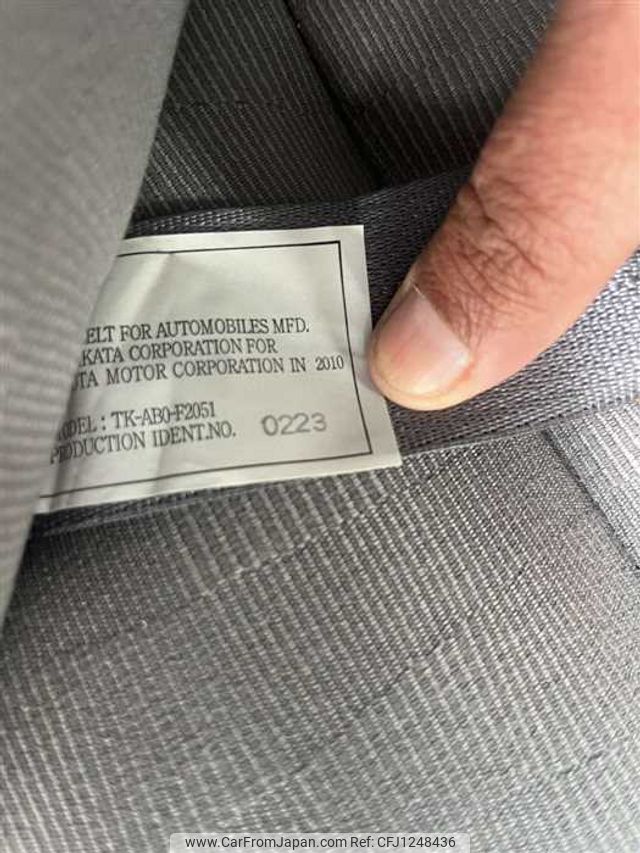 ELT FOR AUTOMOBILES MFD.
KATA CORPORATION FOR
TA MOTOR CORPORATION IN 2010
ODEL : TK-AB0-F2051
PRODUCTION IDENT.NO. 0223
www.CarFromJapan.com Ref:CFJ1248436